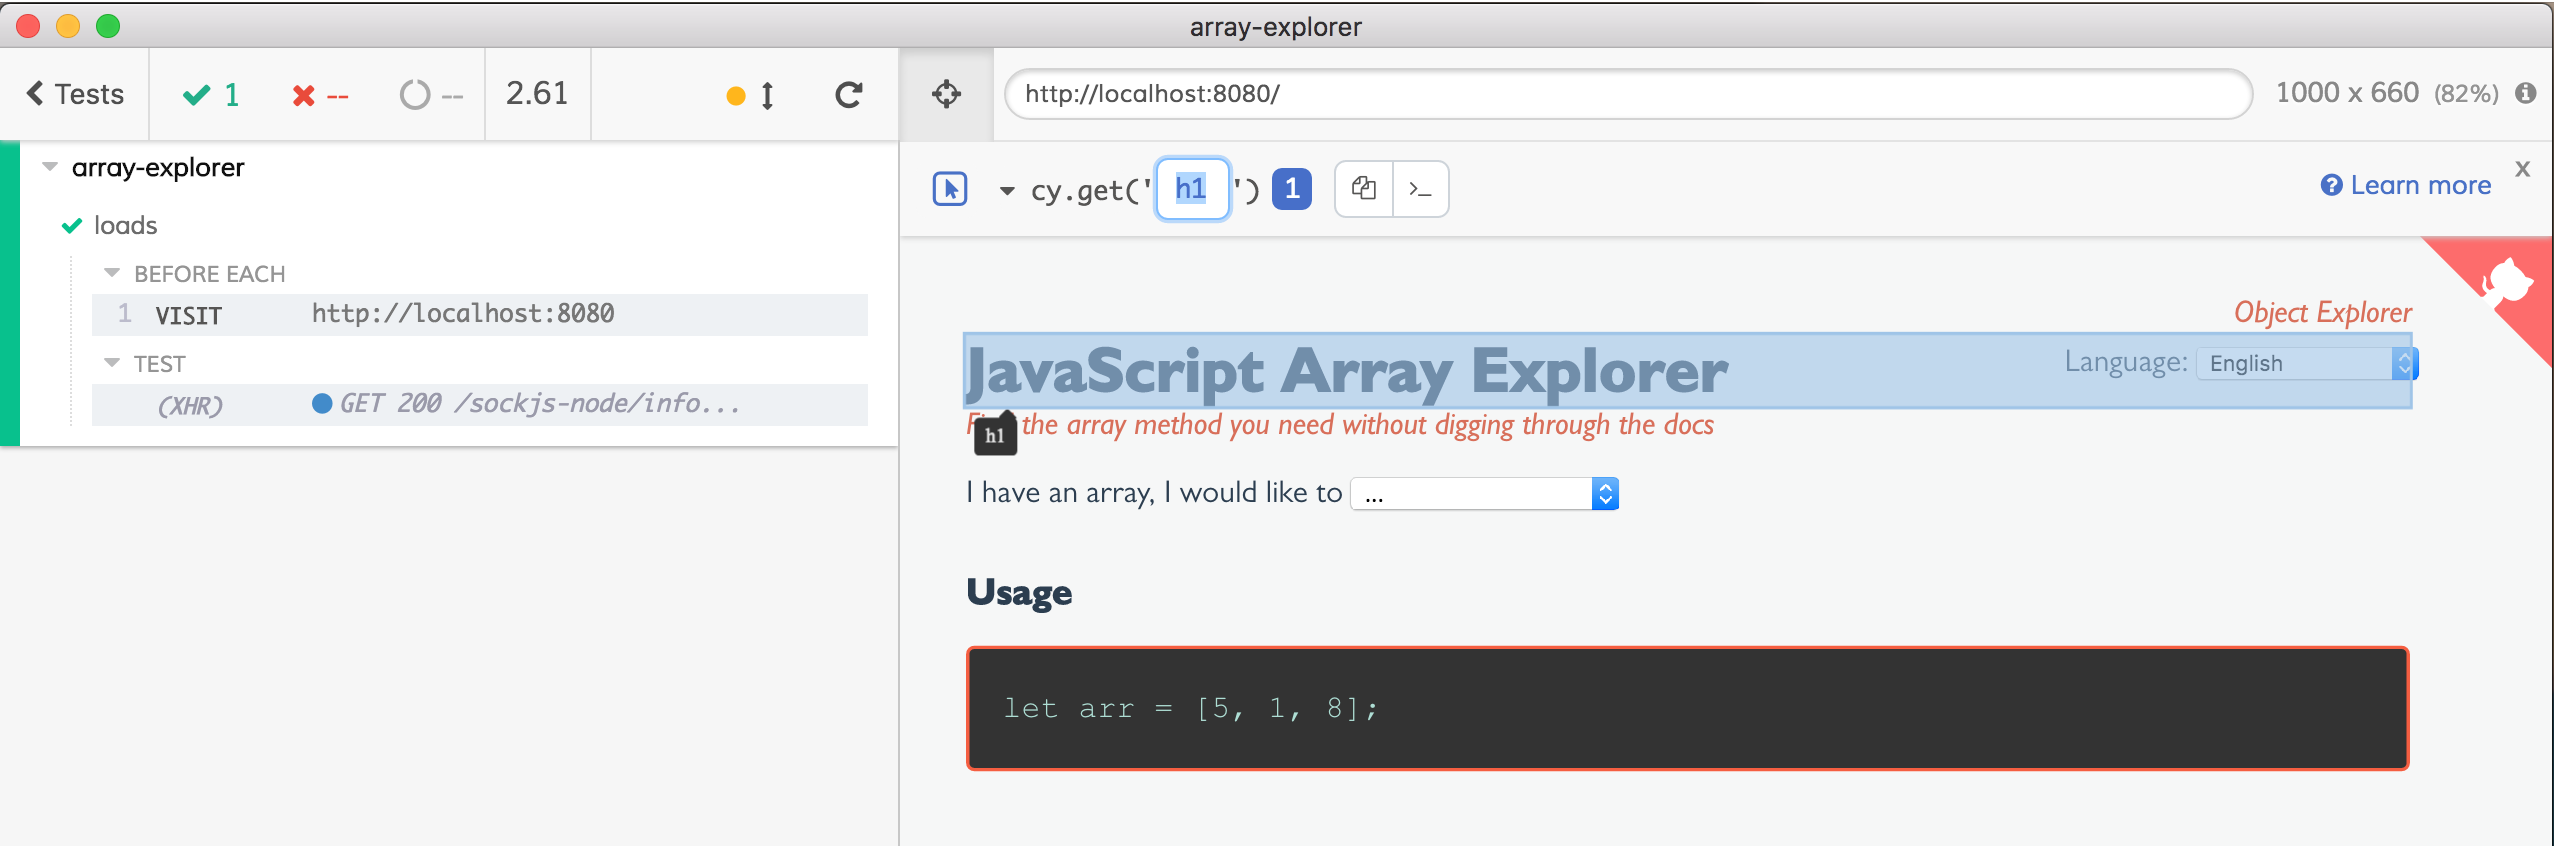 array-explorer
Tests 1 -- -- 2.61
http://localhost:8080/ 1000 x 660 (82%)
array-explorer
loads
BEFORE EACH
1 VISIT http://localhost:8080
TEST
(XHR) GET 200 /sockjs-node/info...
cy.get('h1') 1 >_ Learn more x
Object Explorer
JavaScript Array Explorer
Language: English
the array method you need without digging through the docs
h1
I have an array, I would like to ...
Usage
let arr = [5, 1, 8];